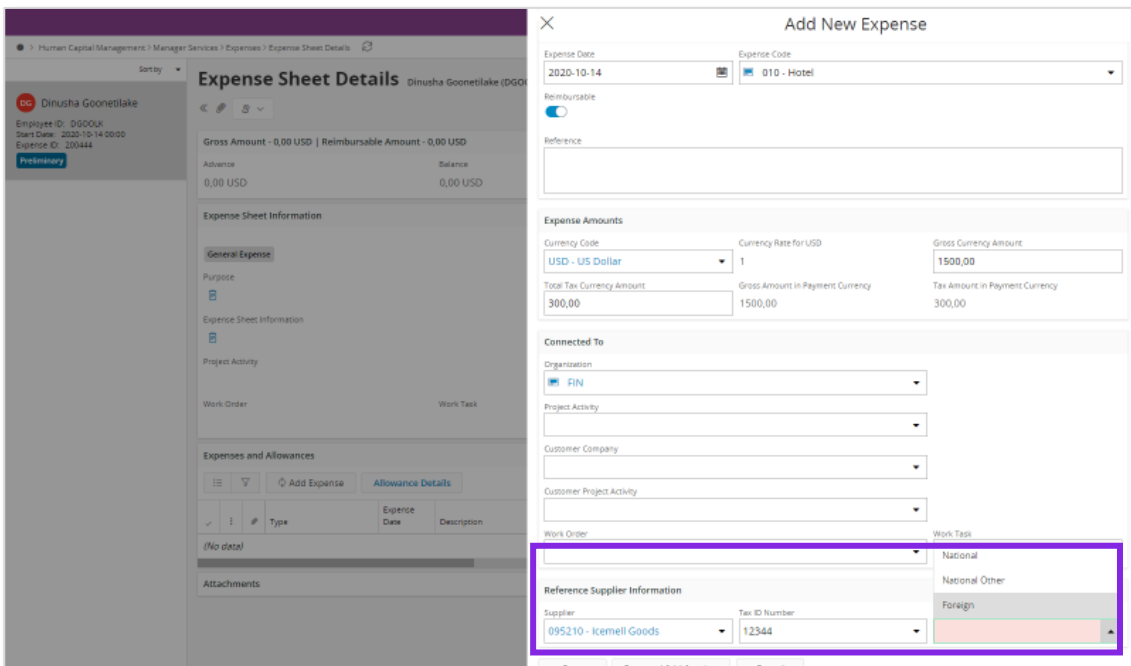 Add New Expense
> Human Capital Management > Manager Services > Expenses > Expense Sheet Details
Sort by
DG Dinusha Goonetilake
Employee ID: DGOOLK
Start Date: 2020-10-14 00:00
Expense ID: 200444
Preliminary
Expense Sheet Details Dinusha Goonetilake (DGOO
Gross Amount - 0,00 USD | Reimbursable Amount - 0,00 USD
Advance Balance
0,00 USD 0,00 USD
Expense Sheet Information
General Expense
Purpose
Expense Sheet Information
Project Activity
Work Order Work Task
Expenses and Allowances
Add Expense Allowance Details
Type Expense Date Description
(No data)
Attachments
Expense Date Expense Code
2020-10-14 010 - Hotel
Reimbursable
Reference
Expense Amounts
Currency Code Currency Rate for USD Gross Currency Amount
USD - US Dollar 1 1500,00
Total Tax Currency Amount Gross Amount in Payment Currency Tax Amount in Payment Currency
300,00 1500,00 300,00
Connected To
Organization
FIN
Project Activity
Customer Company
Customer Project Activity
Work Order Work Task
National
National Other
Foreign
Reference Supplier Information
Supplier Tax ID Number
095210 - Icemell Goods 12344